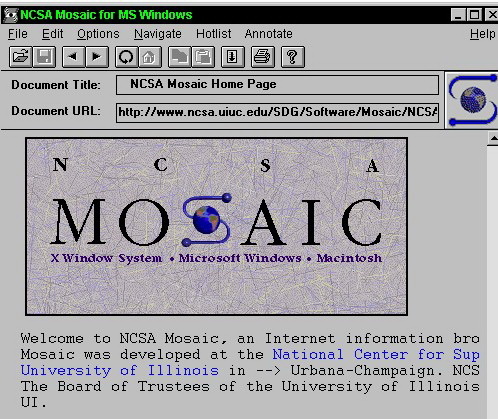 NCSA Mosaic for MS Windows
File Edit Options Navigate Hotlist Annotate Help
Document Title: NCSA Mosaic Home Page
Document URL: http://www.ncsa.uiuc.edu/SDG/Software/Mosaic/NCSA
N C S A
MOSAIC
X Window System • Microsoft Windows • Macintosh
Welcome to NCSA Mosaic, an Internet information bro
Mosaic was developed at the National Center for Sup
University of Illinois in --> Urbana-Champaign. NCS
The Board of Trustees of the University of Illinois
UI.